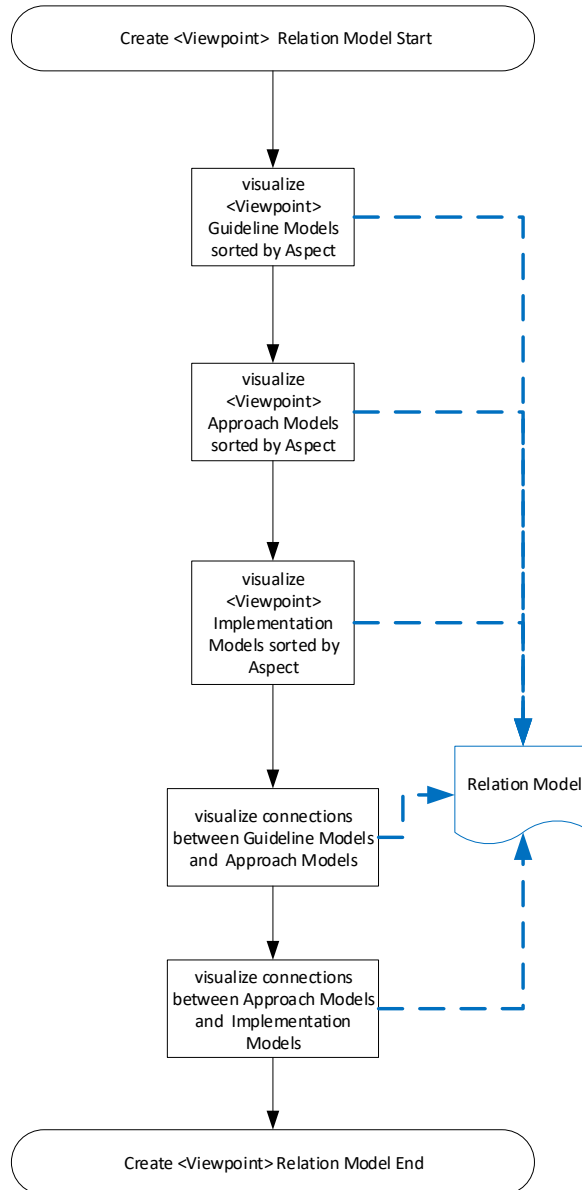 Create <Viewpoint> Relation Model Start
visualize
<Viewpoint>
Guideline Models
sorted by Aspect
visualize
<Viewpoint>
Approach Models
sorted by Aspect
visualize
<Viewpoint>
Implementation
Models sorted by
Aspect
Relation Model
visualize connections
between Guideline Models
and Approach Models
visualize connections
between Approach Models
and Implementation
Models
Create <Viewpoint> Relation Model End